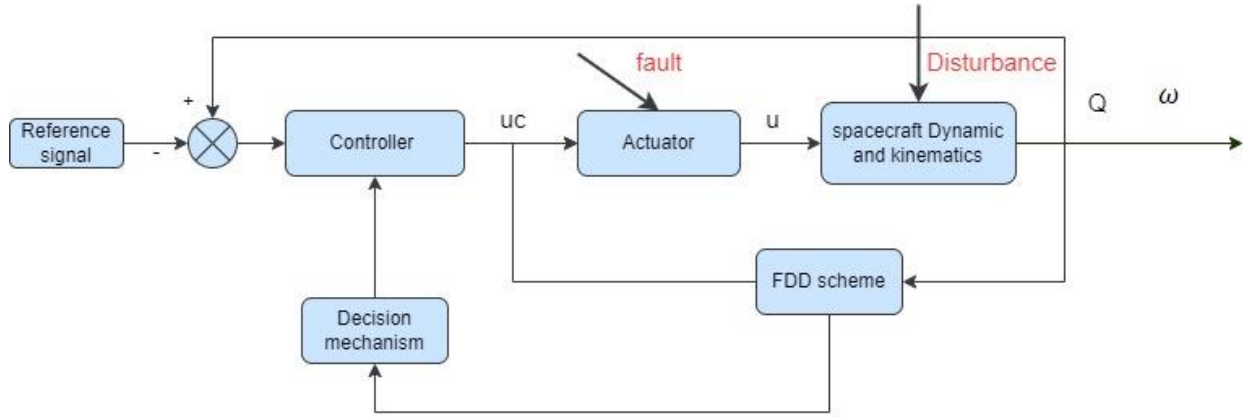 fault
Disturbance
+
Q
ω
Reference
signal
-
Controller
uc
Actuator
u
spacecraft Dynamic
and kinematics
FDD scheme
Decision
mechanism